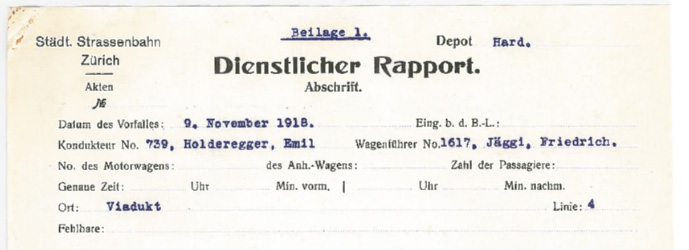 Beilage 1.
Städt. Strassenbahn Depot Hard.
Zürich
Dienstlicher Rapport.
Akten Abschrift.
№
Datum des Vorfalles: 9. November 1918. Eing. b. d. B.-L.:
Kondukteur No. 739, Holderegger, Emil Wagenführer No. 1617, Jäggi, Friedrich.
No. des Motorwagens: des Anh.-Wagens: Zahl der Passagiere:
Genaue Zeit: Uhr Min. vorm. | Uhr Min. nachm.
Ort: Viadukt Linie: 4
Fehlbare: